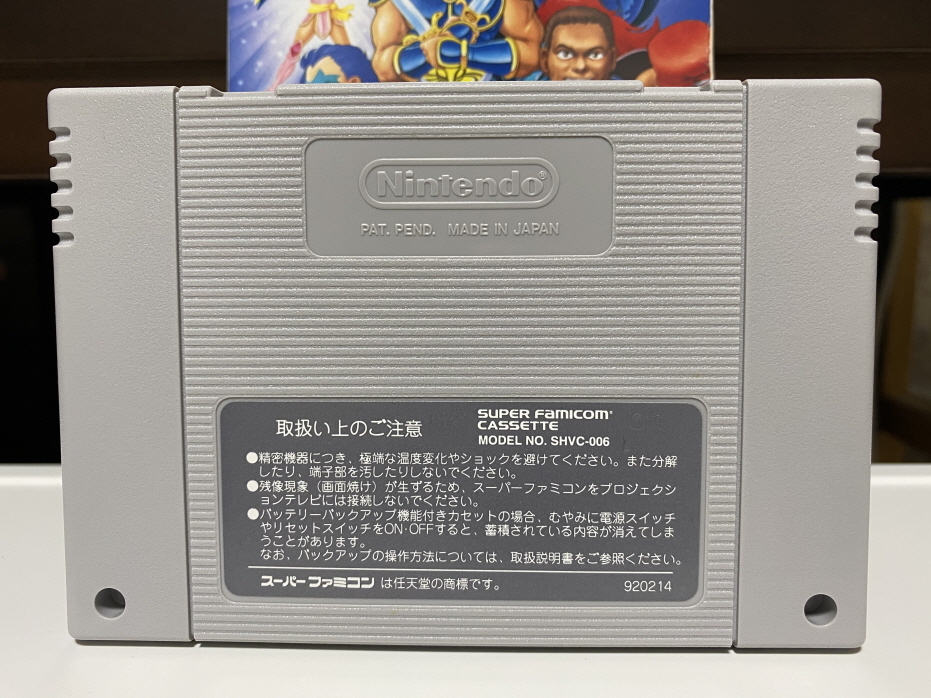 Nintendo®
PAT. PEND. MADE IN JAPAN
取扱い上のご注意
SUPER FAMICOM®
CASSETTE
MODEL NO. SHVC-006
●精密機器につき、極端な温度変化やショックを避けてください。また分解
したり、端子部を汚したりしないでください。
●残像現象（画面焼け）が生ずるため、スーパーファミコンをプロジェクシ
ョンテレビには接続しないでください。
●バッテリーバックアップ機能付きカセットの場合、むやみに電源スイッチ
やリセットスイッチをON·OFFすると、蓄積されている内容が消えてしま
うことがあります。
なお、バックアップの操作方法については、取扱説明書をご参照ください。
スーパーファミコン は任天堂の商標です。
920214